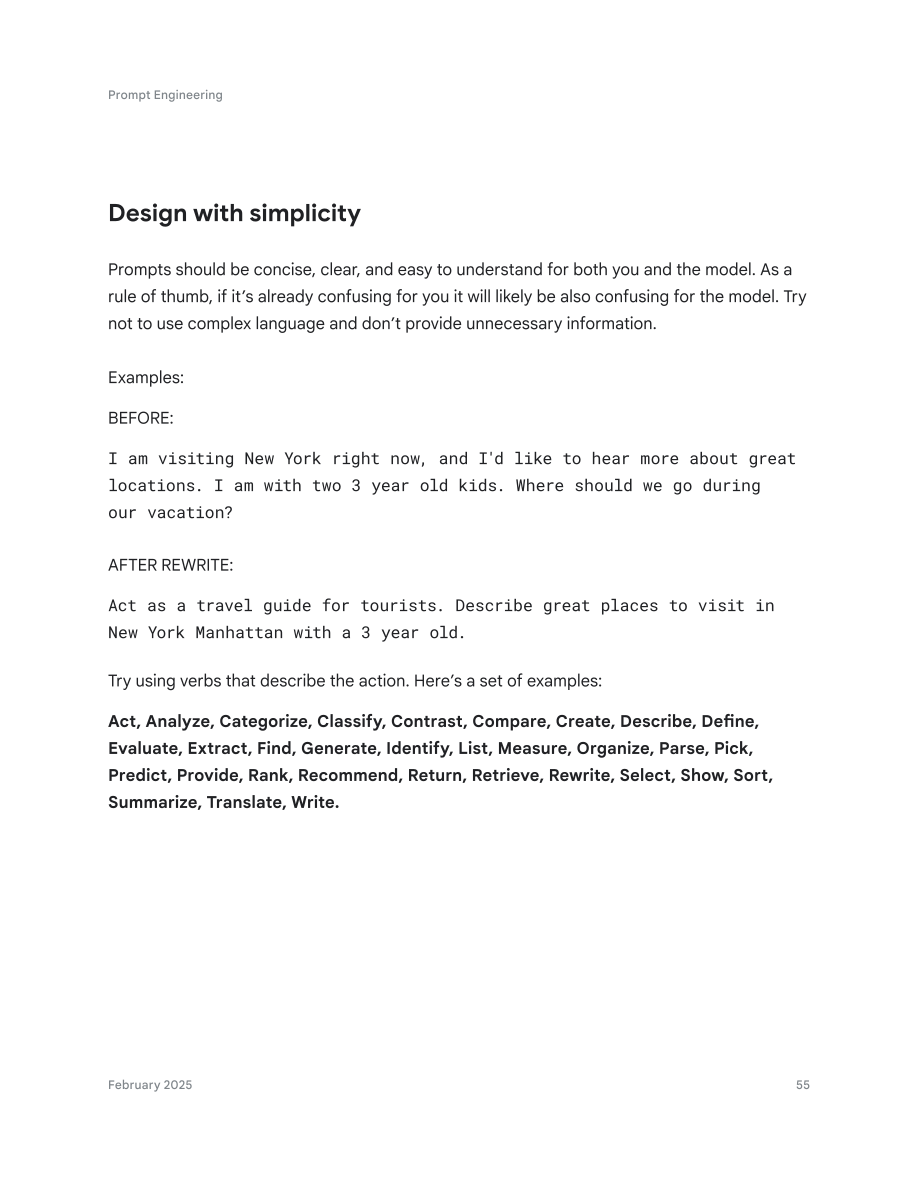 Prompt Engineering
Design with simplicity
Prompts should be concise, clear, and easy to understand for both you and the model. As a
rule of thumb, if it’s already confusing for you it will likely be also confusing for the model. Try
not to use complex language and don’t provide unnecessary information.
Examples:
BEFORE:
I am visiting New York right now, and I'd like to hear more about great
locations. I am with two 3 year old kids. Where should we go during
our vacation?
AFTER REWRITE:
Act as a travel guide for tourists. Describe great places to visit in
New York Manhattan with a 3 year old.
Try using verbs that describe the action. Here’s a set of examples:
Act, Analyze, Categorize, Classify, Contrast, Compare, Create, Describe, Define,
Evaluate, Extract, Find, Generate, Identify, List, Measure, Organize, Parse, Pick,
Predict, Provide, Rank, Recommend, Return, Retrieve, Rewrite, Select, Show, Sort,
Summarize, Translate, Write.
February 2025
55